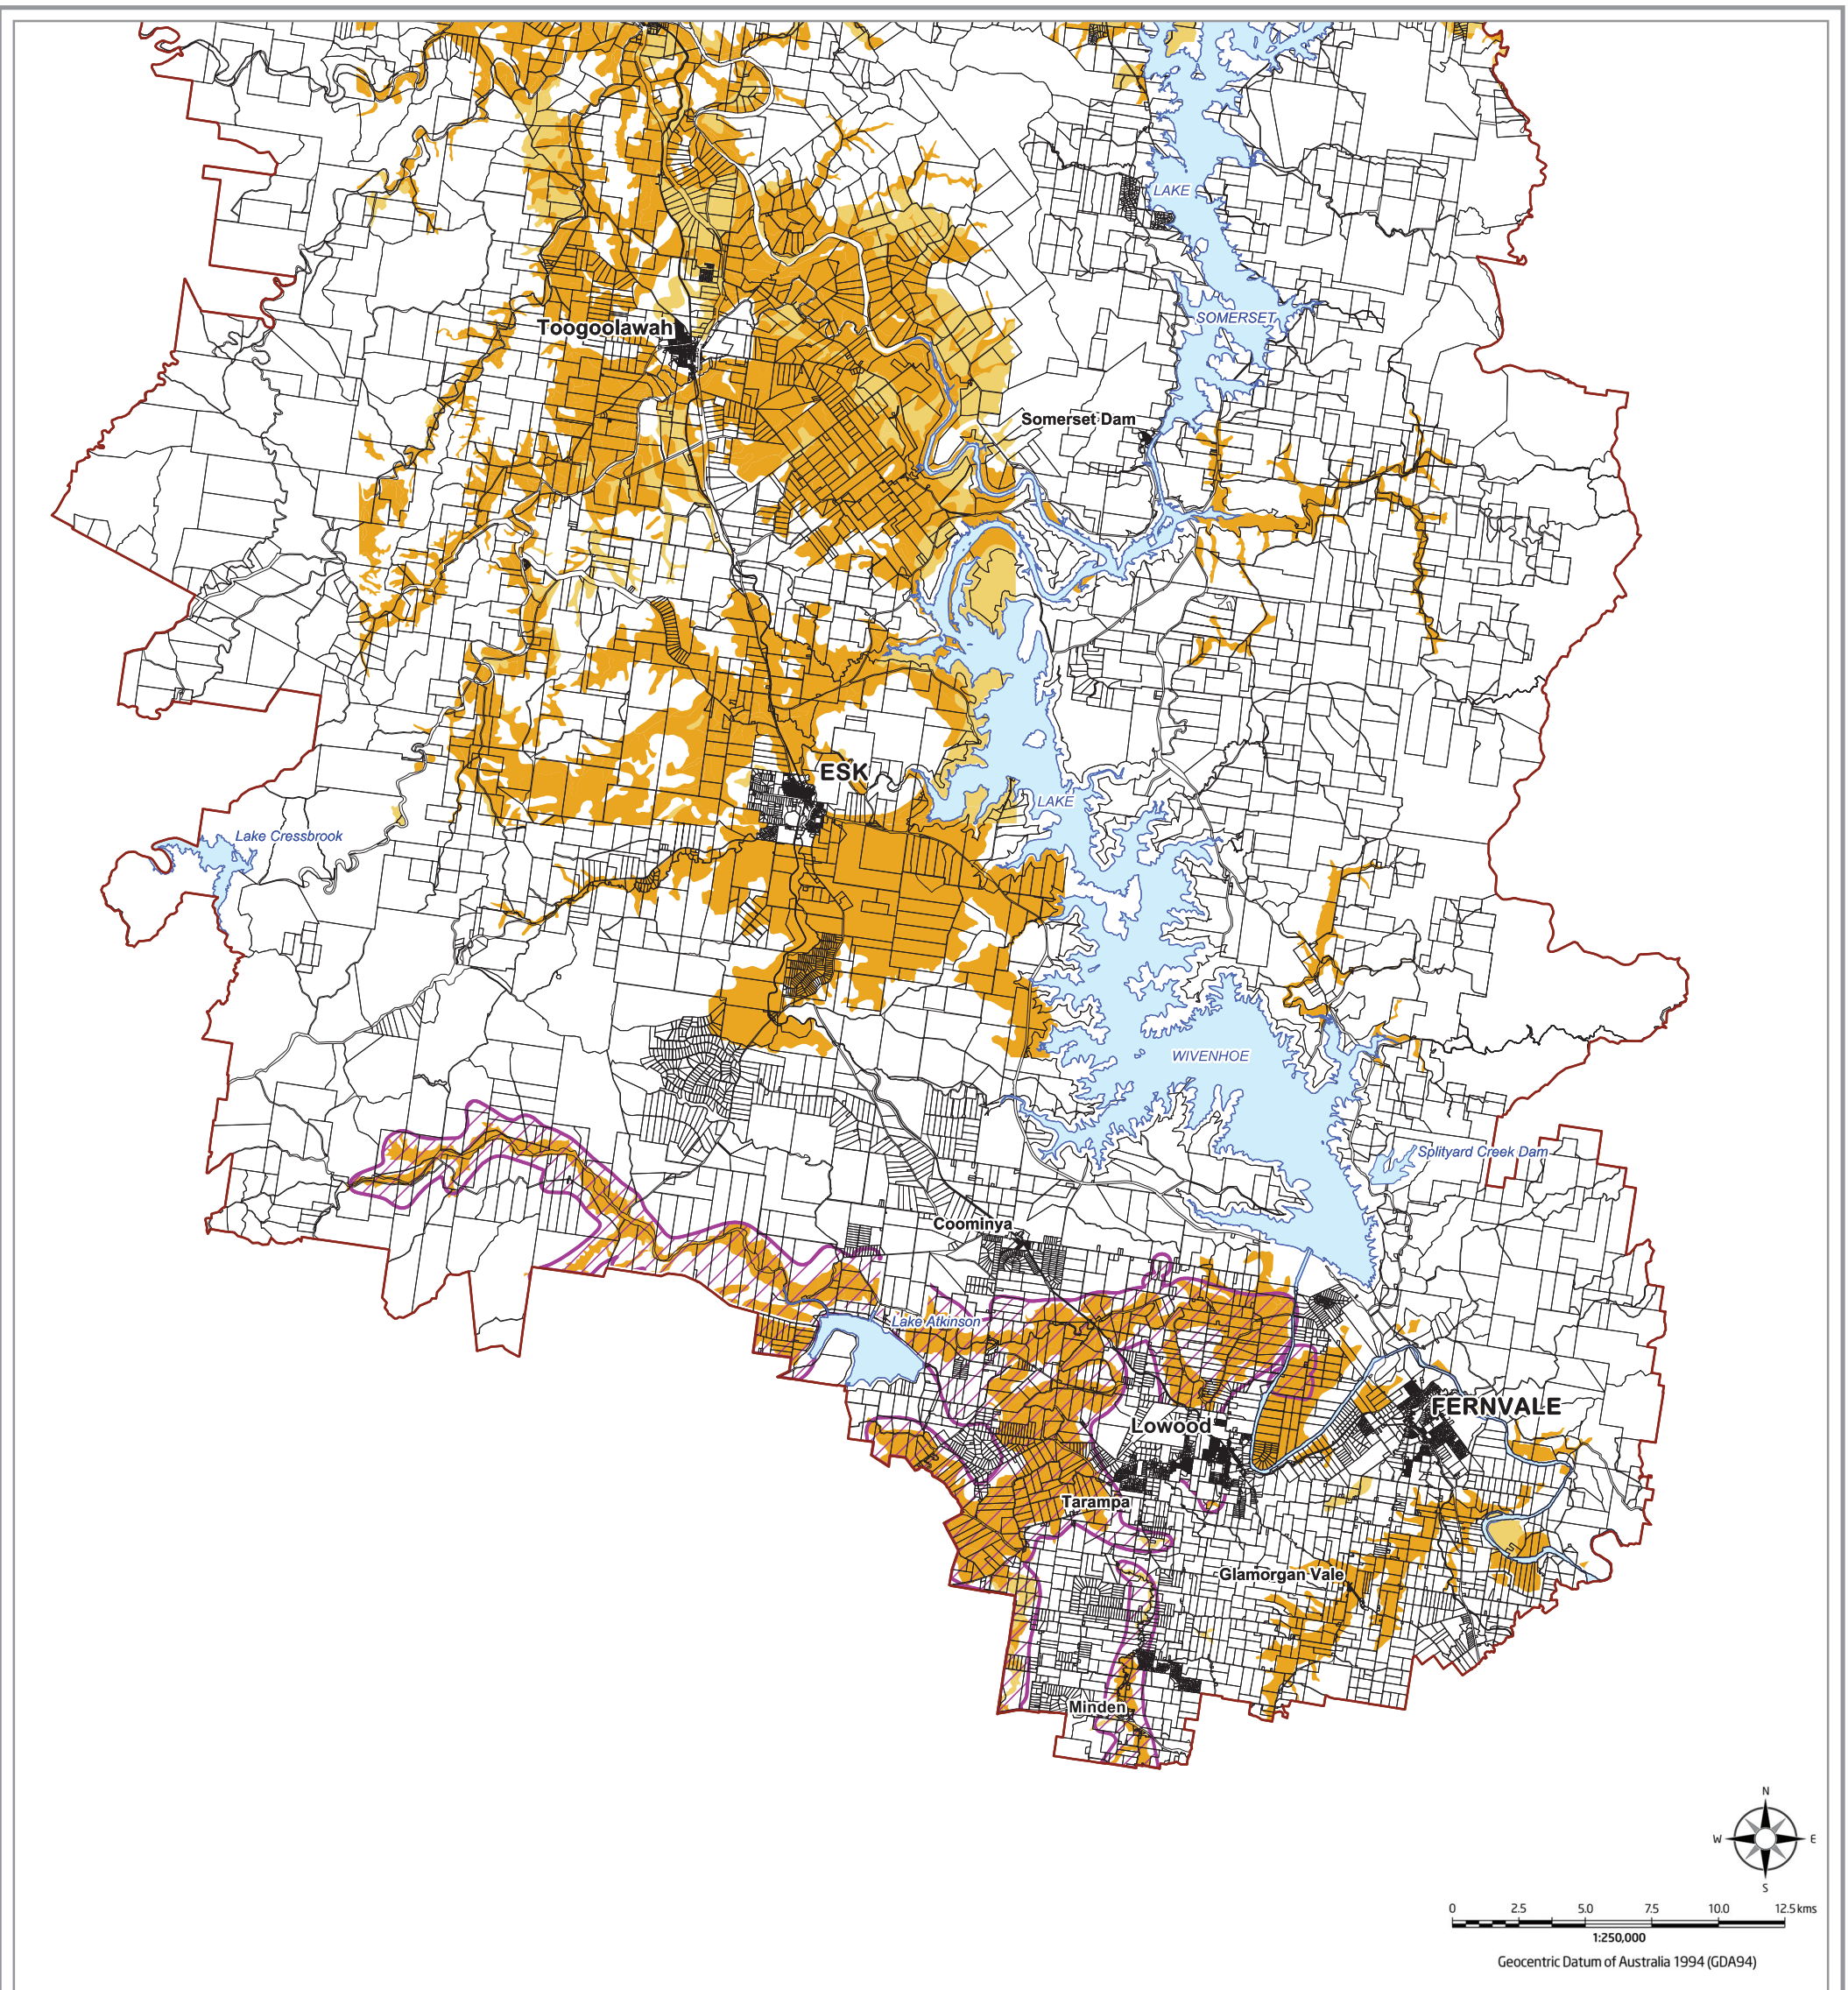 LAKE
SOMERSET
Toogoolawah
Somerset Dam
ESK
LAKE
Lake Cressbrook
WIVENHOE
Splityard Creek Dam
Coominya
Lake Atkinson
FERNVALE
Lowood
Tarampa
Glamorgan Vale
Minden
N
W E
S
0 2.5 5.0 7.5 10.0 12.5 kms
1:250,000
Geocentric Datum of Australia 1994 (GDA94)